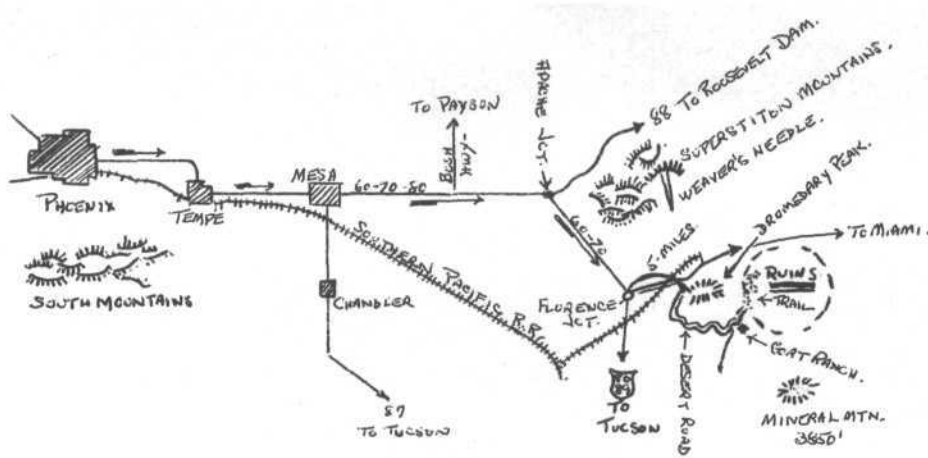 PHOENIX
TEMPE
MESA
60-70-80
TO PAYSON
BUSH
HWY.
APACHE JCT.
88 TO ROOSEVELT DAM.
SUPERSTITON MOUNTAINS.
WEAVER'S NEEDLE.
DROMEDARY PEAK.
TO MIAMI.
60-70
5-MILES.
RUINS
TRAIL
FLORENCE
JCT.
SOUTHERN PACIFIC R.R.
SOUTH MOUNTAINS
CHANDLER
GOAT RANCH.
DESERT ROAD
TO
TUCSON
87
TO TUCSON
MINERAL MTN.
3850'